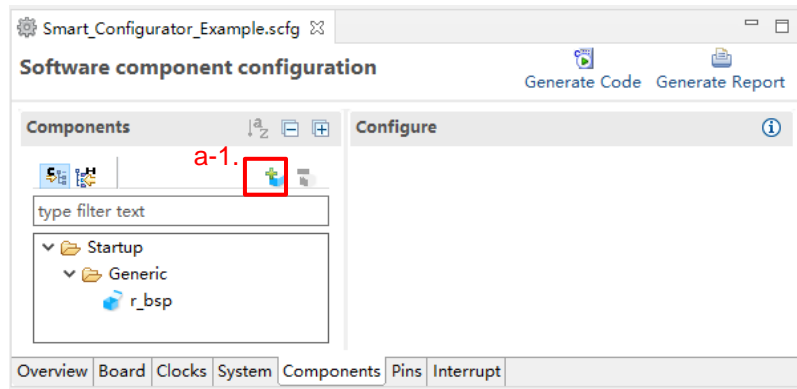 Smart_Configurator_Example.scfg
Software component configuration
Generate Code Generate Report
Components
Configure
a-1.
type filter text
Startup
Generic
r_bsp
Overview Board Clocks System Components Pins Interrupt